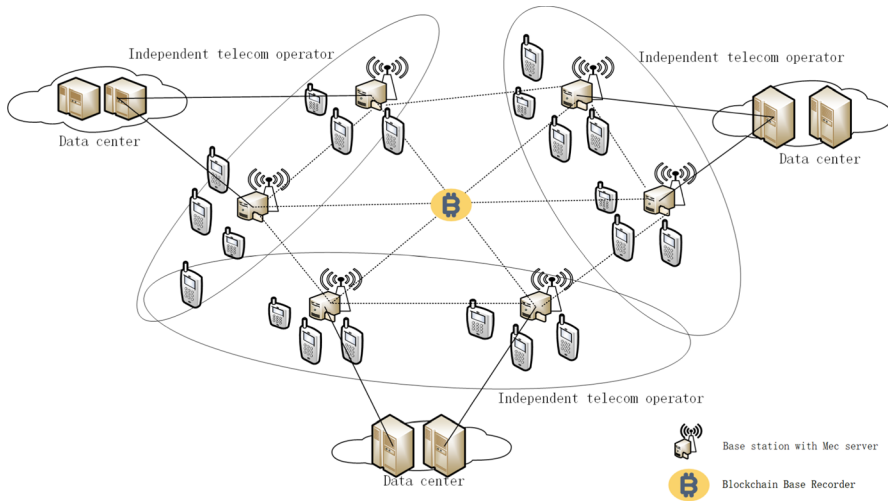 Independent telecom operator
Independent telecom operator
Data center
Data center
Independent telecom operator
Data center
Base station with Mec server
Blockchain Base Recorder